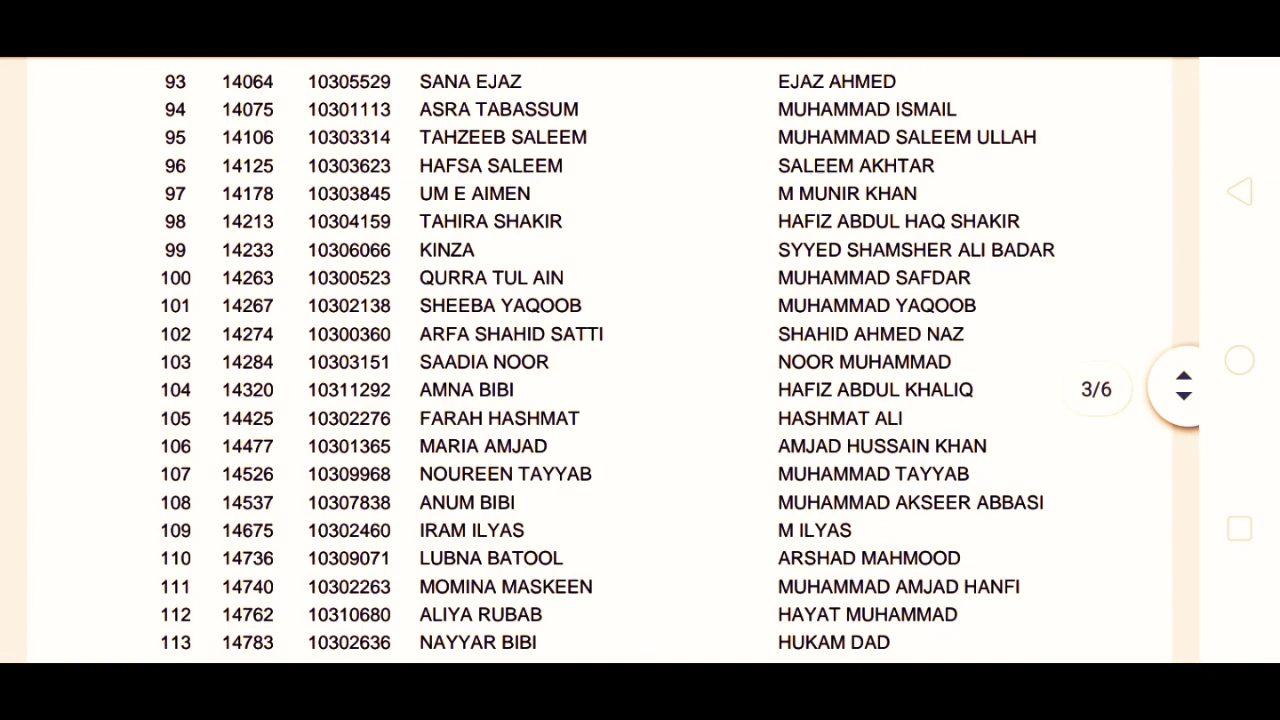 93 14064 10305529 SANA EJAZ EJAZ AHMED
94 14075 10301113 ASRA TABASSUM MUHAMMAD ISMAIL
95 14106 10303314 TAHZEEB SALEEM MUHAMMAD SALEEM ULLAH
96 14125 10303623 HAFSA SALEEM SALEEM AKHTAR
97 14178 10303845 UM E AIMEN M MUNIR KHAN
98 14213 10304159 TAHIRA SHAKIR HAFIZ ABDUL HAQ SHAKIR
99 14233 10306066 KINZA SYYED SHAMSHER ALI BADAR
100 14263 10300523 QURRA TUL AIN MUHAMMAD SAFDAR
101 14267 10302138 SHEEBA YAQOOB MUHAMMAD YAQOOB
102 14274 10300360 ARFA SHAHID SATTI SHAHID AHMED NAZ
103 14284 10303151 SAADIA NOOR NOOR MUHAMMAD
104 14320 10311292 AMNA BIBI HAFIZ ABDUL KHALIQ 3/6
105 14425 10302276 FARAH HASHMAT HASHMAT ALI
106 14477 10301365 MARIA AMJAD AMJAD HUSSAIN KHAN
107 14526 10309968 NOUREEN TAYYAB MUHAMMAD TAYYAB
108 14537 10307838 ANUM BIBI MUHAMMAD AKSEER ABBASI
109 14675 10302460 IRAM ILYAS M ILYAS
110 14736 10309071 LUBNA BATOOL ARSHAD MAHMOOD
111 14740 10302263 MOMINA MASKEEN MUHAMMAD AMJAD HANFI
112 14762 10310680 ALIYA RUBAB HAYAT MUHAMMAD
113 14783 10302636 NAYYAR BIBI HUKAM DAD